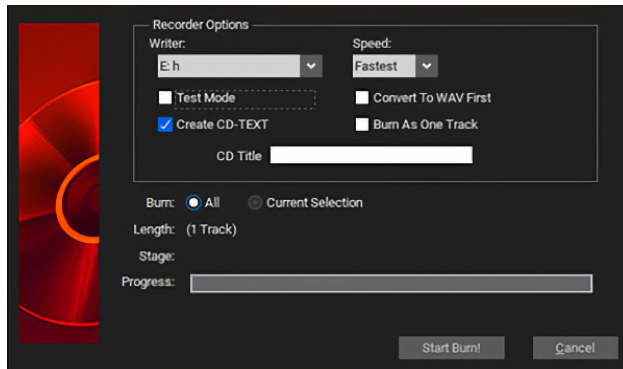 Recorder Options
Writer: Speed:
E: h Fastest
Test Mode Convert To WAV First
Create CD-TEXT Burn As One Track
CD Title
Burn: All Current Selection
Length: (1 Track)
Stage:
Progress:
Start Burn! Cancel